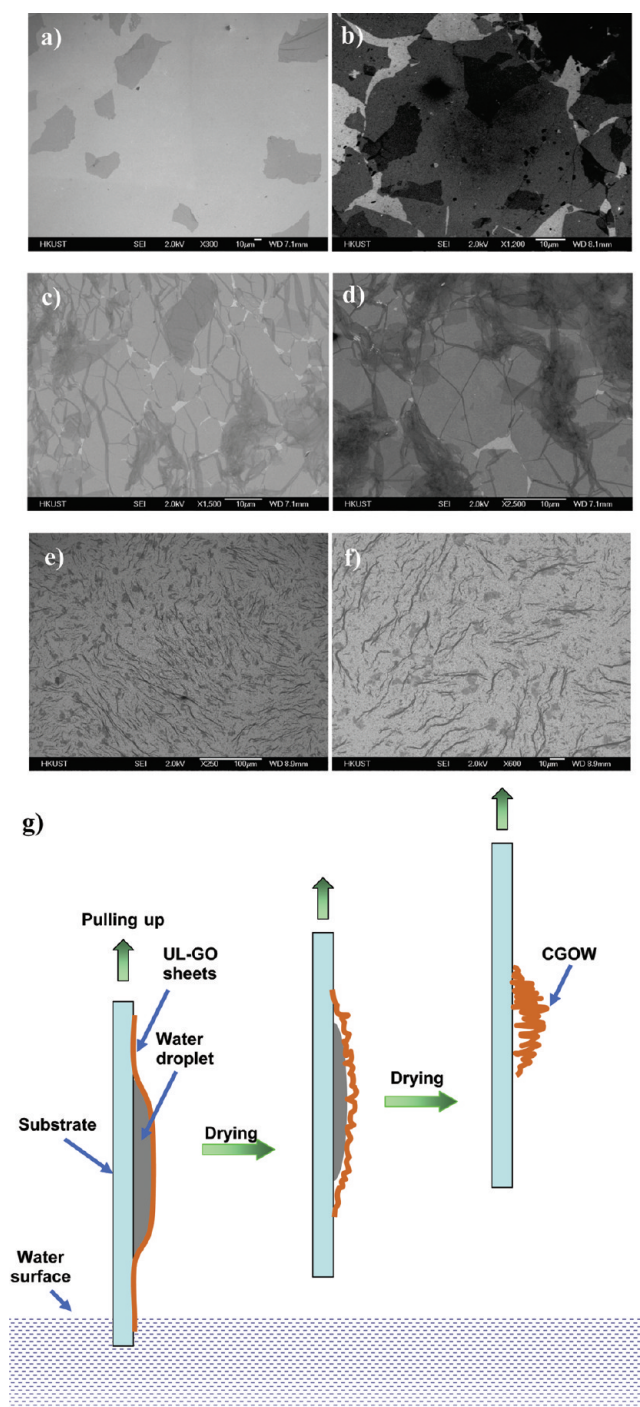 a)
HKUST SEI 2.0kV X300 10μm WD 7.1mm
b)
HKUST SEI 2.0kV X1,200 10μm WD 8.1mm
c)
HKUST SEI 2.0kV X1,500 10μm WD 7.1mm
d)
HKUST SEI 2.0kV X2,500 10μm WD 7.1mm
e)
HKUST SEI 2.0kV X250 100μm WD 8.9mm
f)
HKUST SEI 2.0kV X600 10μm WD 8.9mm
g)
Pulling up
UL-GO
sheets
Water
droplet
Substrate
Drying
Water
surface
Drying
CGOW